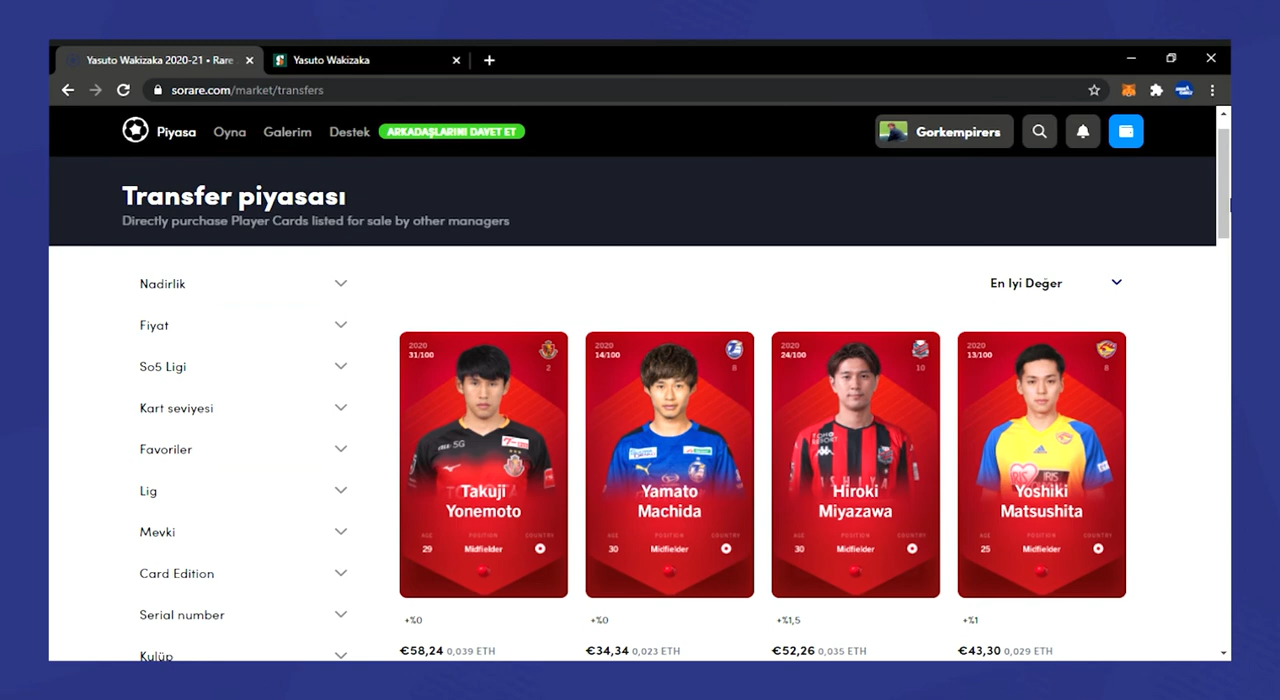 Yasuto Wakizaka 2020-21 • Rare
Yasuto Wakizaka
sorare.com/market/transfers
Piyasa Oyna Galerim Destek ARKADAŞLARINI DAVET ET
Gorkempirers
Transfer piyasası
Directly purchase Player Cards listed for sale by other managers
Nadirlik
En Iyi Değer
Fiyat
So5 Ligi
Kart seviyesi
Favoriler
Lig
Mevki
Card Edition
Serial number
Kulüp
2020
31/100
2
Takuji
Yonemoto
AGE POSITION COUNTRY
29 Midfielder
+%0
€58,24 0,039 ETH
2020
14/100
8
Yamato
Machida
AGE POSITION COUNTRY
30 Midfielder
+%0
€34,34 0,023 ETH
2020
24/100
10
Hiroki
Miyazawa
AGE POSITION COUNTRY
30 Midfielder
+%1,5
€52,26 0,035 ETH
2020
13/100
8
Yoshiki
Matsushita
AGE POSITION COUNTRY
25 Midfielder
+%1
€43,30 0,029 ETH